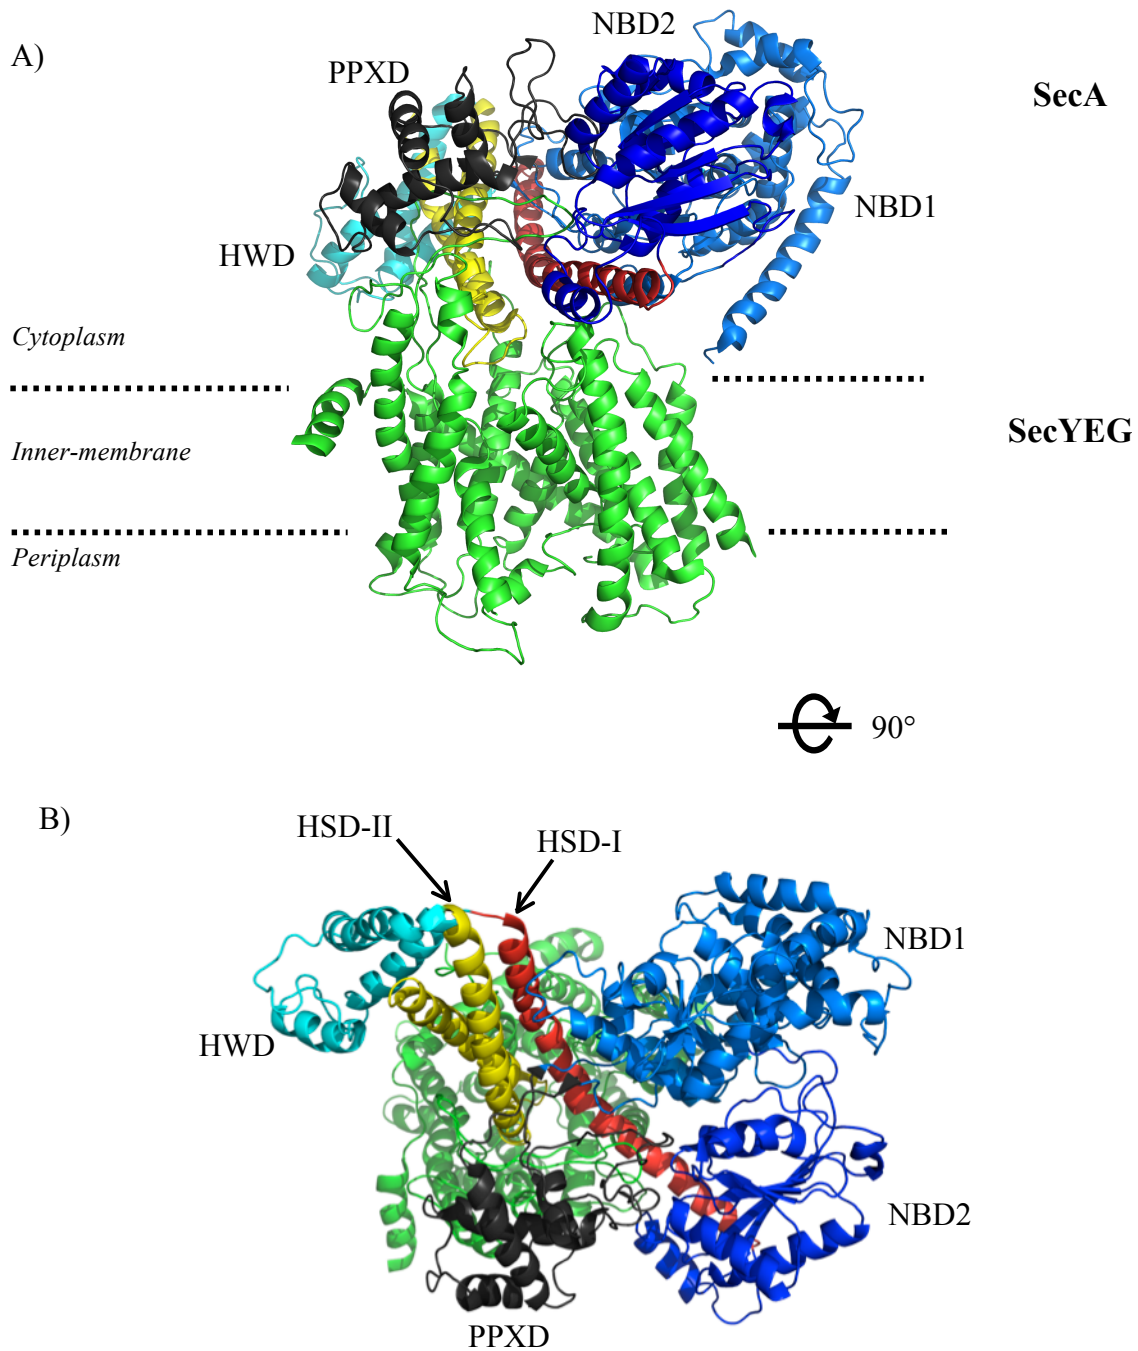 A)
NBD2
PPXD
SecA
NBD1
HWD
Cytoplasm
SecYEG
Inner-membrane
Periplasm
90°
B)
HSD-II
HSD-I
NBD1
HWD
NBD2
PPXD